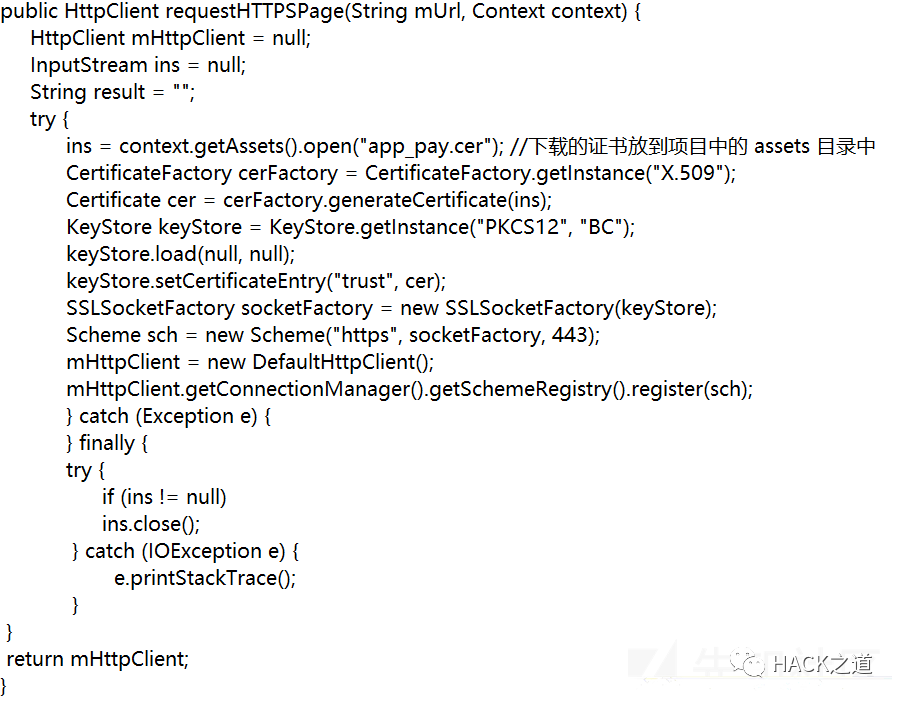 public HttpClient requestHTTPSPage(String mUrl, Context context) {
HttpClient mHttpClient = null;
InputStream ins = null;
String result = "";
try {
ins = context.getAssets().open("app_pay.cer"); //下载的证书放到项目中的 assets 目录中
CertificateFactory cerFactory = CertificateFactory.getInstance("X.509");
Certificate cer = cerFactory.generateCertificate(ins);
KeyStore keyStore = KeyStore.getInstance("PKCS12", "BC");
keyStore.load(null, null);
keyStore.setCertificateEntry("trust", cer);
SSLSocketFactory socketFactory = new SSLSocketFactory(keyStore);
Scheme sch = new Scheme("https", socketFactory, 443);
mHttpClient = new DefaultHttpClient();
mHttpClient.getConnectionManager().getSchemeRegistry().register(sch);
} catch (Exception e) {
} finally {
try {
if (ins != null)
ins.close();
} catch (IOException e) {
e.printStackTrace();
}
}
return mHttpClient;
}
HACK之道